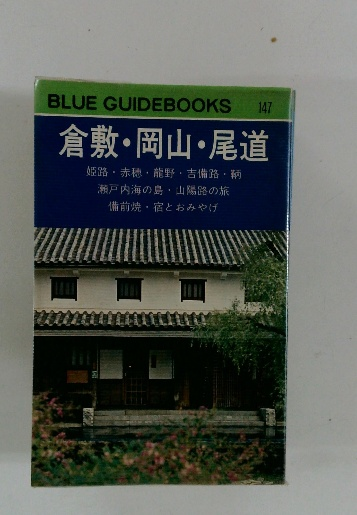 BLUE GUIDEBOOKS 147
倉敷・岡山・尾道
姫路・赤穂・龍野・吉備路・鞆
瀬戸内海の島・山陽路の旅
備前焼・宿とおみやげ